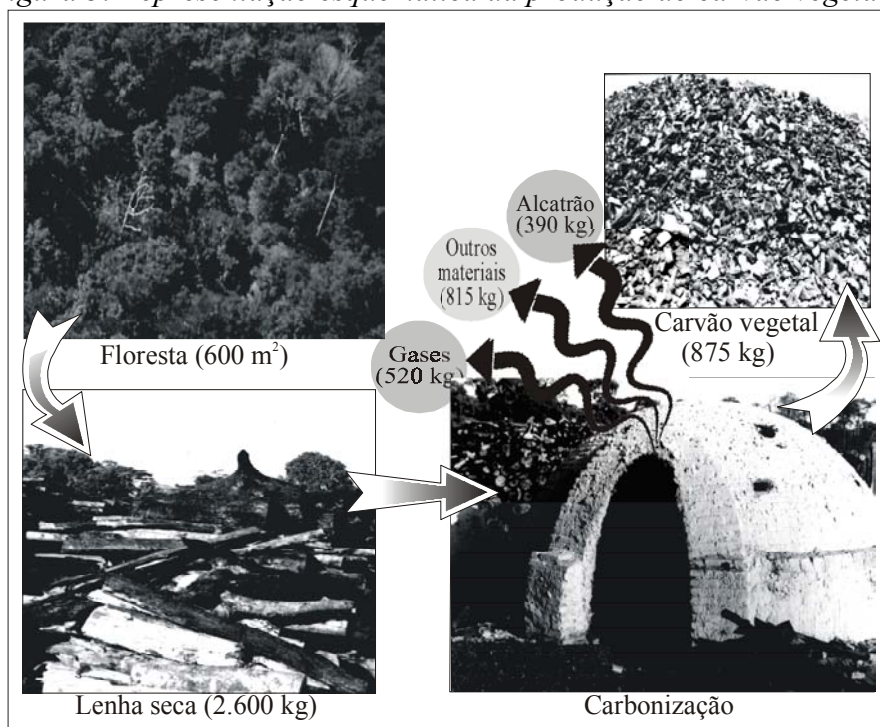 Alcatrão
(390 kg)
Outros
materiais
(815 kg)
Gases
(520 kg)
Floresta (600 m²)
Carvão vegetal
(875 kg)
Lenha seca (2.600 kg)
Carbonização